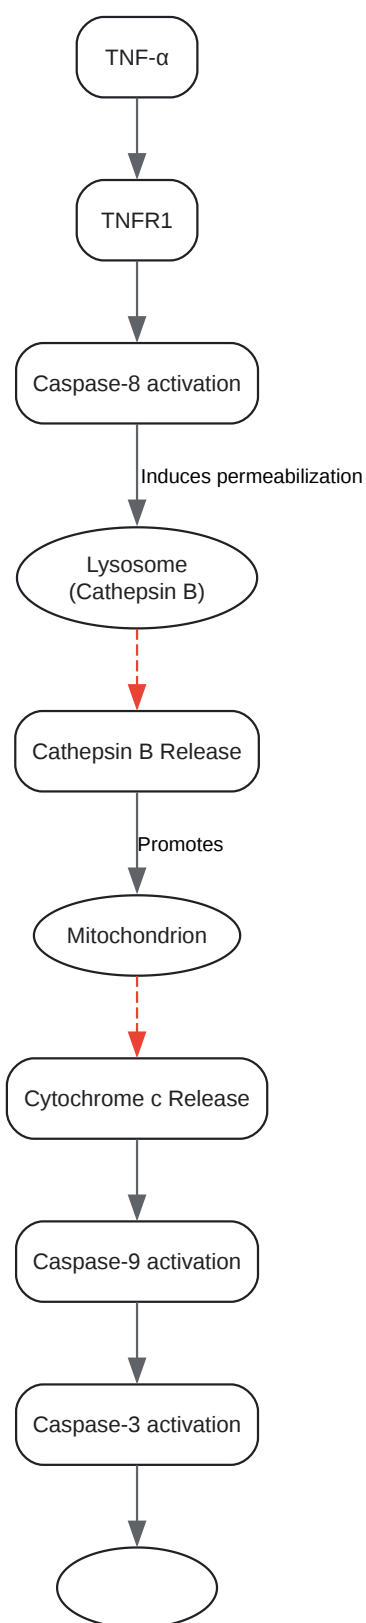 TNF-α
TNFR1
Caspase-8 activation
Induces permeabilization
Lysosome
(Cathepsin B)
Cathepsin B Release
Promotes
Mitochondrion
Cytochrome c Release
Caspase-9 activation
Caspase-3 activation